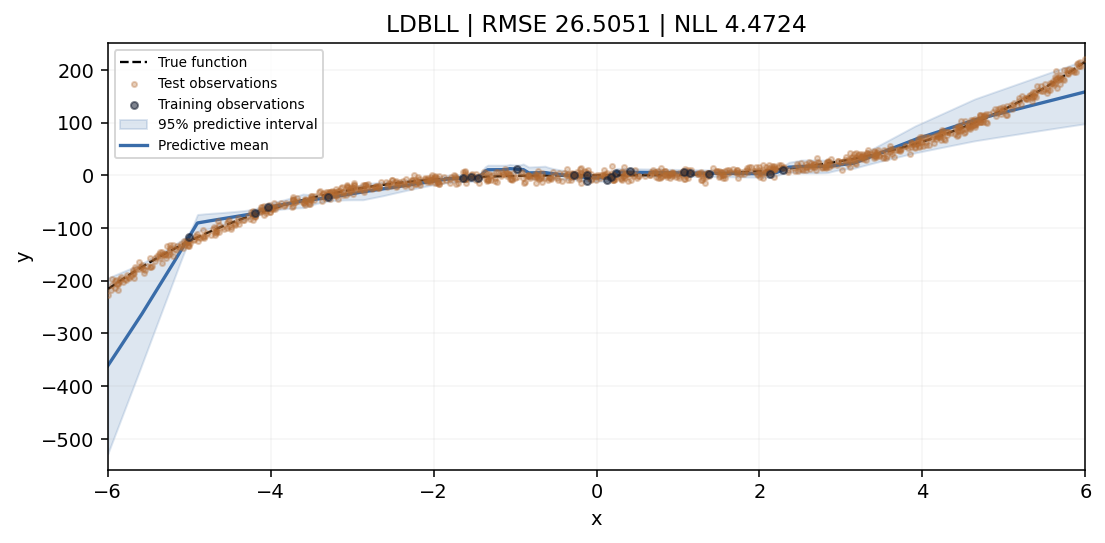 LDBLL | RMSE 26.5051 | NLL 4.4724
True function
Test observations
Training observations
95% predictive interval
Predictive mean
200
100
0
−100
−200
−300
−400
−500
y
−6
−4
−2
0
2
4
6
x